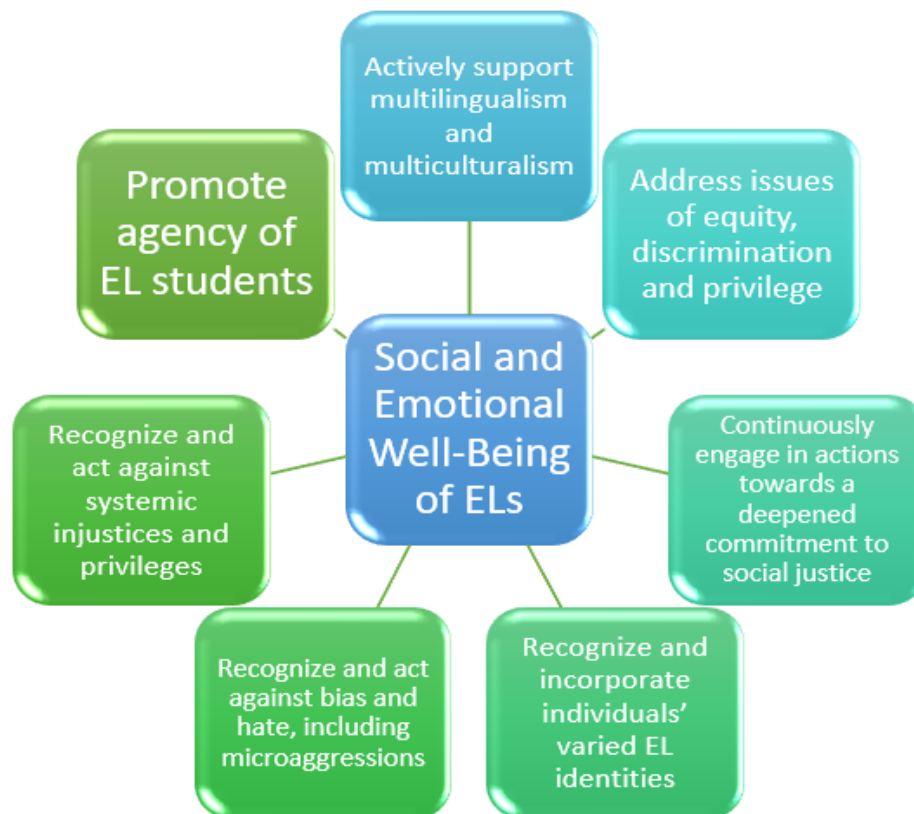 Actively support
multilingualism
and
multiculturalism
Address issues
of equity,
discrimination
and privilege
Continuously
engage in actions
towards a
deepened
commitment to
social justice
Recognize and
incorporate
individuals’
varied EL
identities
Recognize and act
against bias and
hate, including
microaggressions
Recognize and
act against
systemic
injustices and
privileges
Promote
agency of
EL students
Social and
Emotional
Well-Being
of ELs